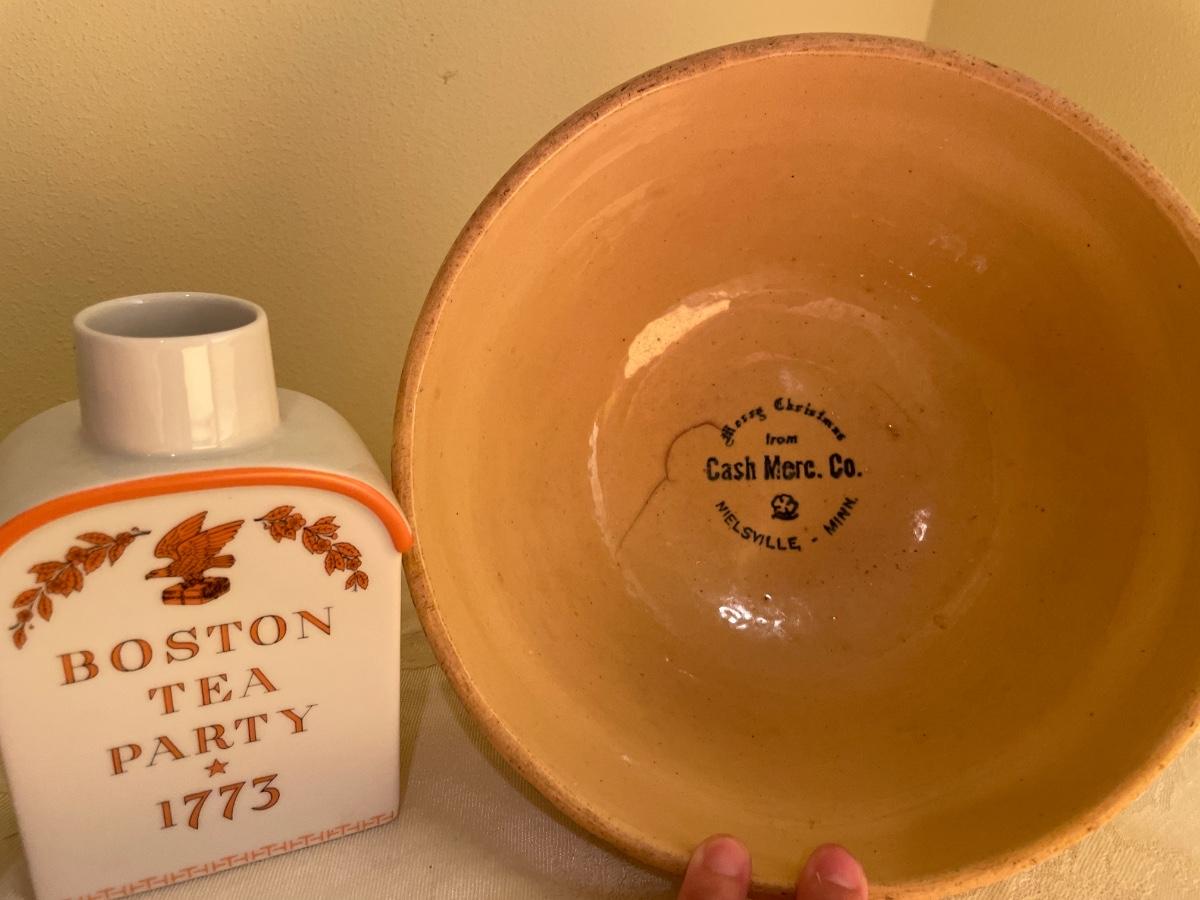 BOSTON
TEA
PARTY
1773
Merry Christmas
from
Cash Merc. Co.
NIELSVILLE, - MINN.